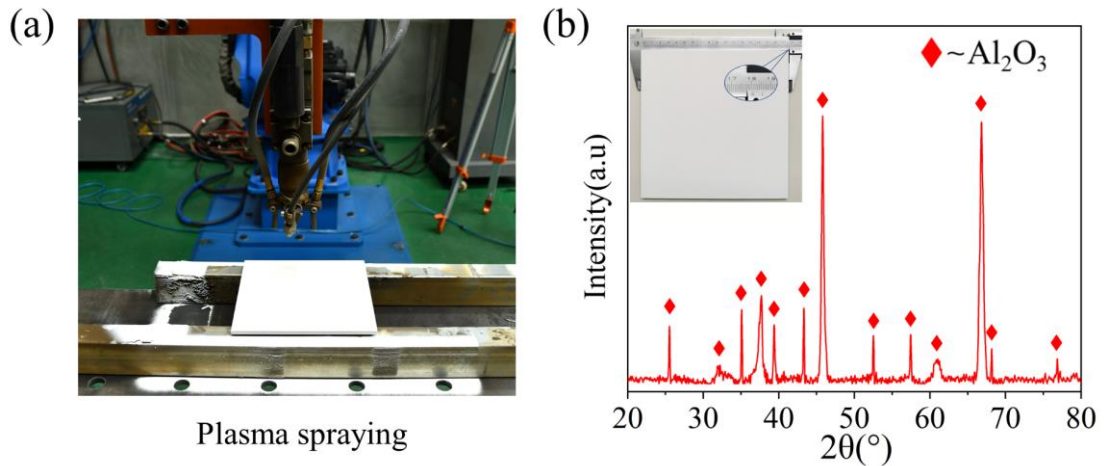 (a)
Plasma spraying
(b)
◆~Al₂O₃
Intensity(a.u)
20 30 40 50 60 70 80
2θ(°)